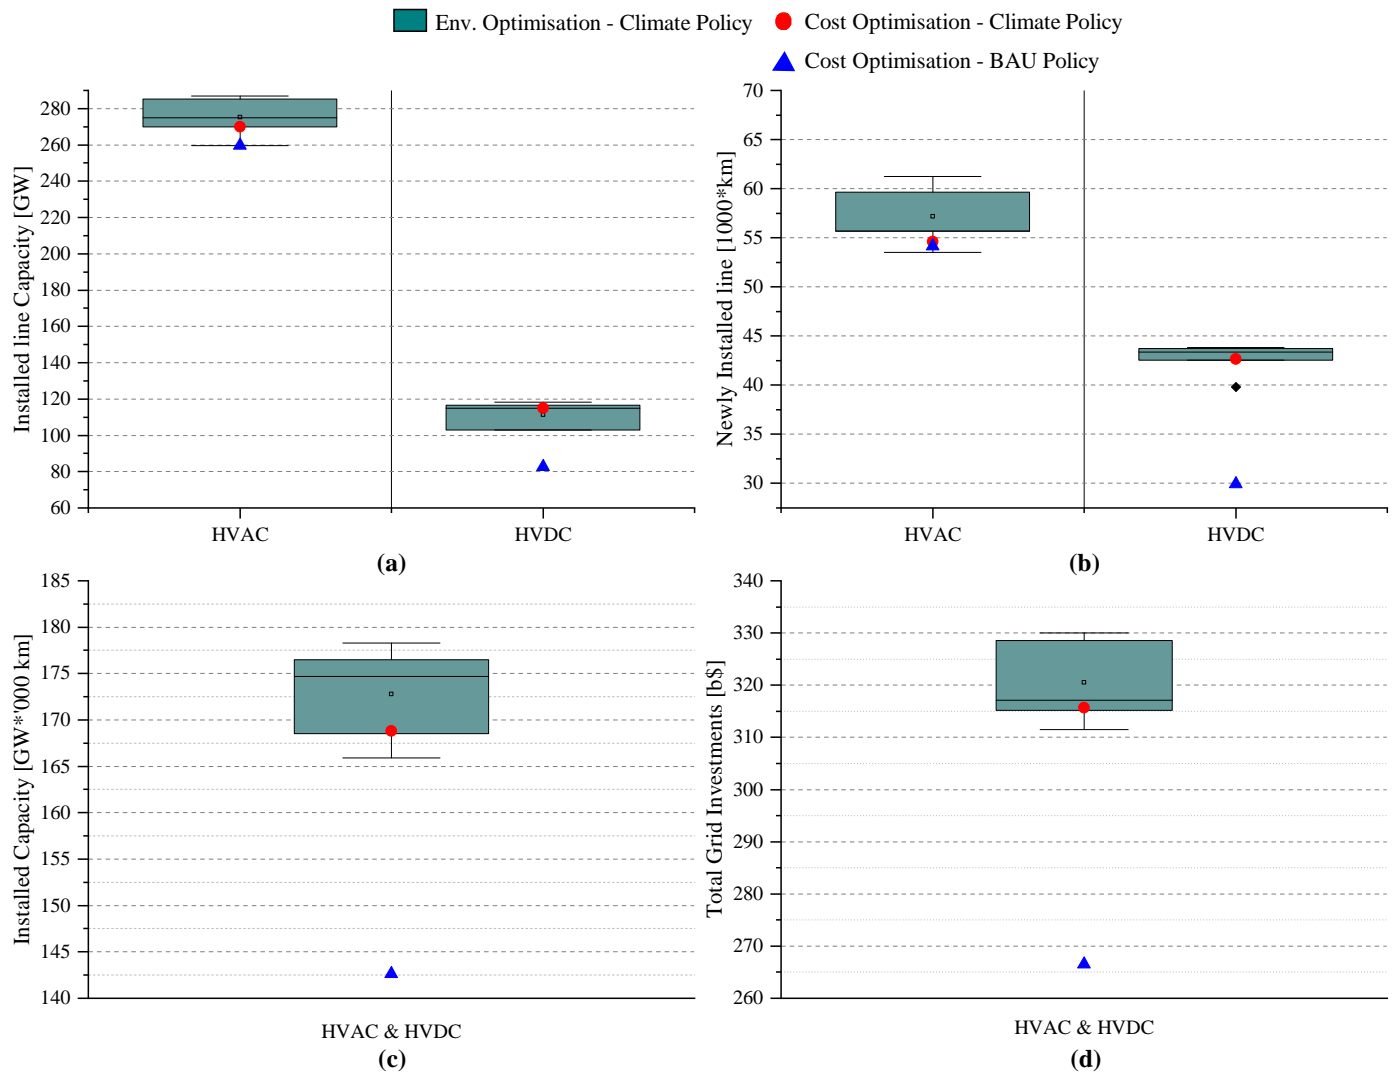 Env. Optimisation - Climate Policy
Cost Optimisation - Climate Policy
Cost Optimisation - BAU Policy
Installed line Capacity [GW]
280
260
240
220
200
180
160
140
120
100
80
60
HVAC
HVDC
(a)
Newly Installed line [1000*km]
70
65
60
55
50
45
40
35
30
HVAC
HVDC
(b)
Installed Capacity [GW*'000 km]
185
180
175
170
165
160
155
150
145
140
HVAC & HVDC
(c)
Total Grid Investments [b$]
340
330
320
310
300
290
280
270
260
HVAC & HVDC
(d)